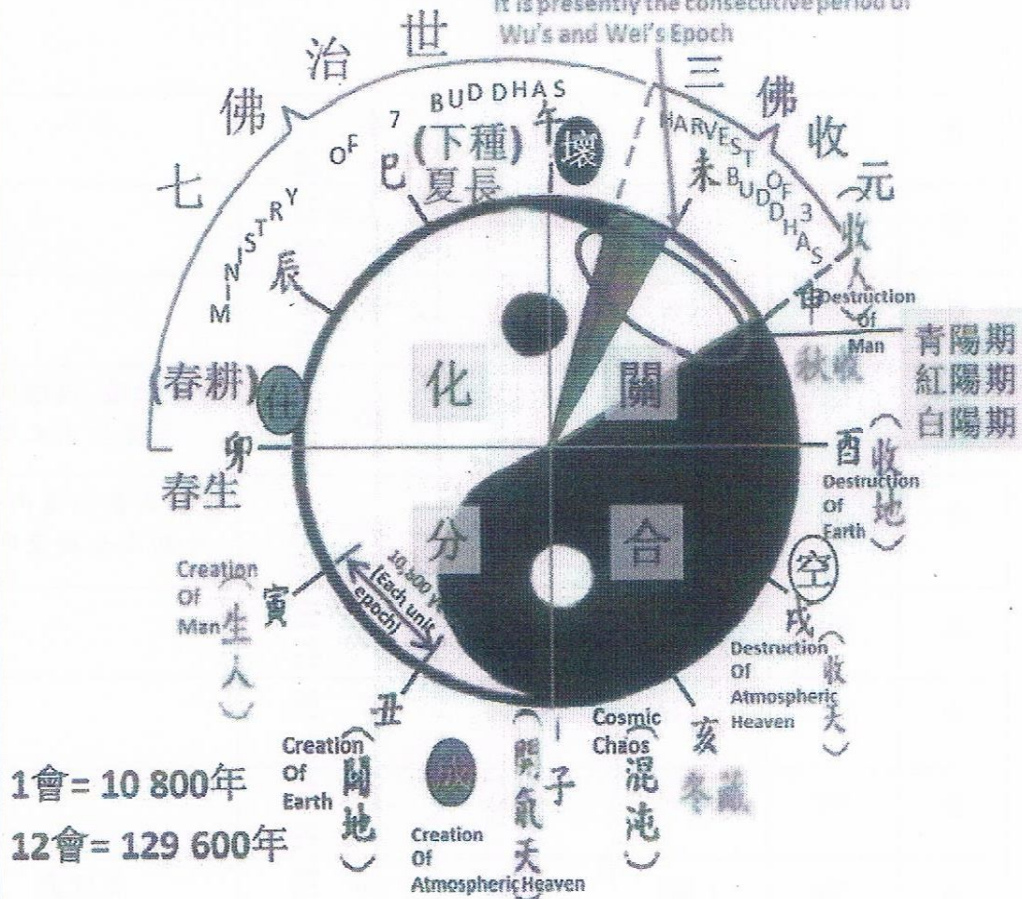 It is presently the consecutive period of
Wu's and Wei's Epoch
七佛治世
三佛收元
MINISTRY OF 7 BUDDHAS
HARVEST OF 3 BUDDHAS
午
壞
(下種)
夏長
巳
未
辰
(收人)
申
Destruction
Of
Man
秋收
青陽期
紅陽期
白陽期
(春耕)
住
化
關
卯
春生
酉
(收地)
Destruction
Of
Earth
分
合
空
10,800
(Each unit
epoch)
Creation
Of
Man
(生人)
寅
戌
Destruction
Of
Atmospheric
Heaven
(收天)
丑
Creation
Of
Earth
(闢地)
Creation
Of
Atmospheric Heaven
(開氣天)
子
Cosmic
Chaos
(混沌)
亥
冬藏
1會= 10 800年
12會= 129 600年